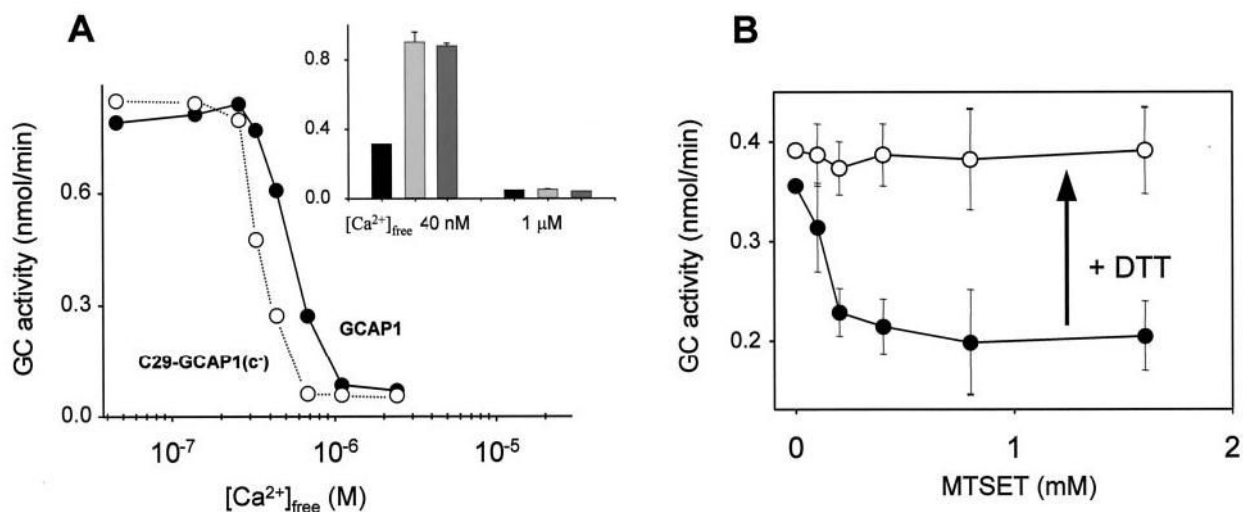 A
GC activity (nmol/min)
0.6
0.3
0.0
10⁻⁷
10⁻⁶
10⁻⁵
[Ca²⁺]free (M)
GCAP1
C29-GCAP1(c⁻)
0.8
0.4
0.0
[Ca²⁺]free 40 nM
1 μM
B
GC activity (nmol/min)
0.4
0.3
0.2
+ DTT
0
1
2
MTSET (mM)